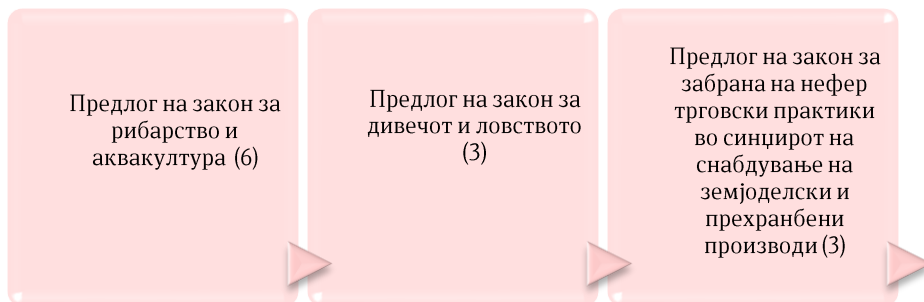 Предлог на закон за
рибарство и
аквакултура (6)
Предлог на закон за
дивечот и ловството
(3)
Предлог на закон за
забрана на нефер
трговски практики
во синџирот на
снабдување на
земјоделски и
прехранбени
производи (3)